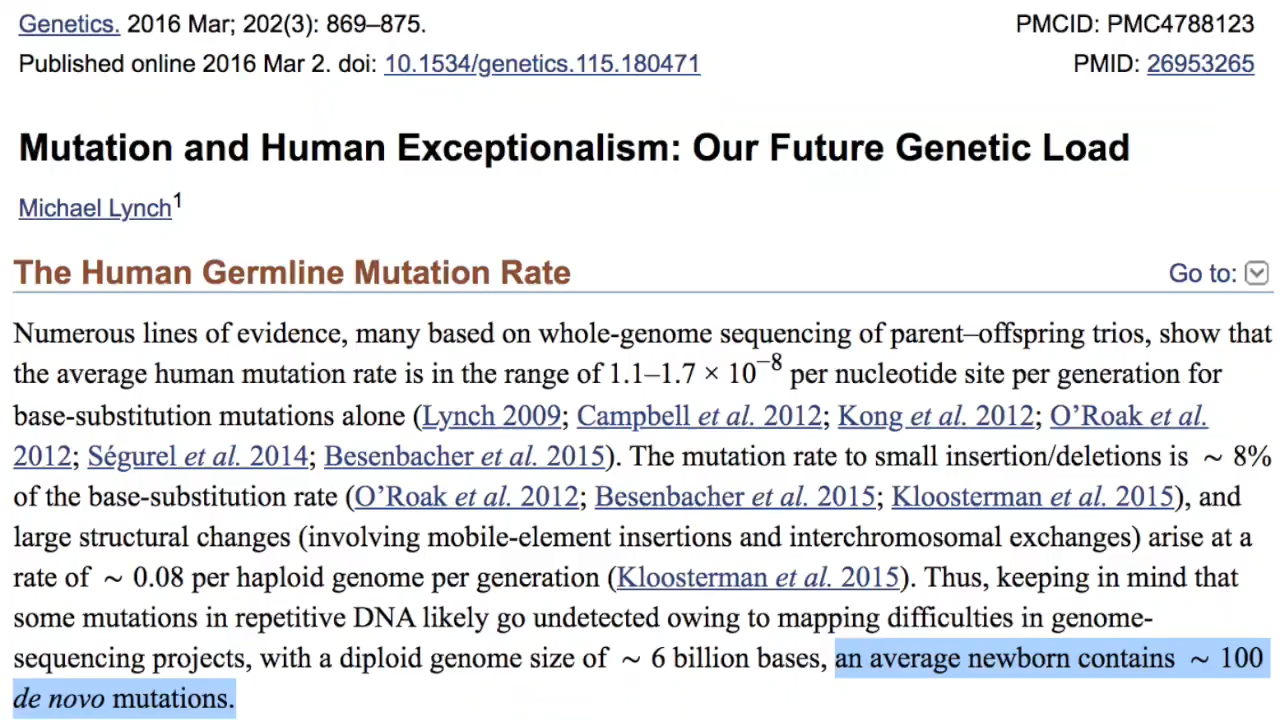 Genetics. 2016 Mar; 202(3): 869–875. PMCID: PMC4788123
Published online 2016 Mar 2. doi: 10.1534/genetics.115.180471 PMID: 26953265
Mutation and Human Exceptionalism: Our Future Genetic Load
Michael Lynch1
The Human Germline Mutation Rate Go to:
Numerous lines of evidence, many based on whole-genome sequencing of parent–offspring trios, show that
the average human mutation rate is in the range of 1.1–1.7 × 10−8 per nucleotide site per generation for
base-substitution mutations alone (Lynch 2009; Campbell et al. 2012; Kong et al. 2012; O’Roak et al.
2012; Ségurel et al. 2014; Besenbacher et al. 2015). The mutation rate to small insertion/deletions is ∼ 8%
of the base-substitution rate (O’Roak et al. 2012; Besenbacher et al. 2015; Kloosterman et al. 2015), and
large structural changes (involving mobile-element insertions and interchromosomal exchanges) arise at a
rate of ∼ 0.08 per haploid genome per generation (Kloosterman et al. 2015). Thus, keeping in mind that
some mutations in repetitive DNA likely go undetected owing to mapping difficulties in genome-
sequencing projects, with a diploid genome size of ∼ 6 billion bases, an average newborn contains ∼ 100
de novo mutations.